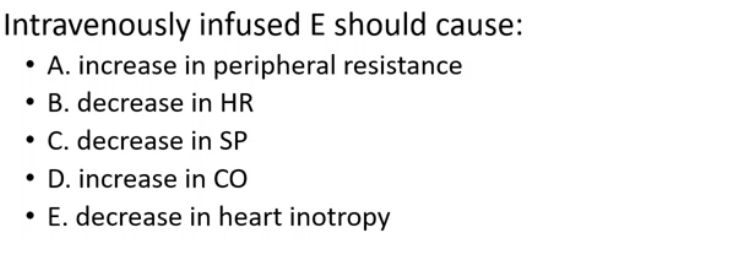 Intravenously infused E should cause:
• A. increase in peripheral resistance
• B. decrease in HR
• C. decrease in SP
• D. increase in CO
• E. decrease in heart inotropy